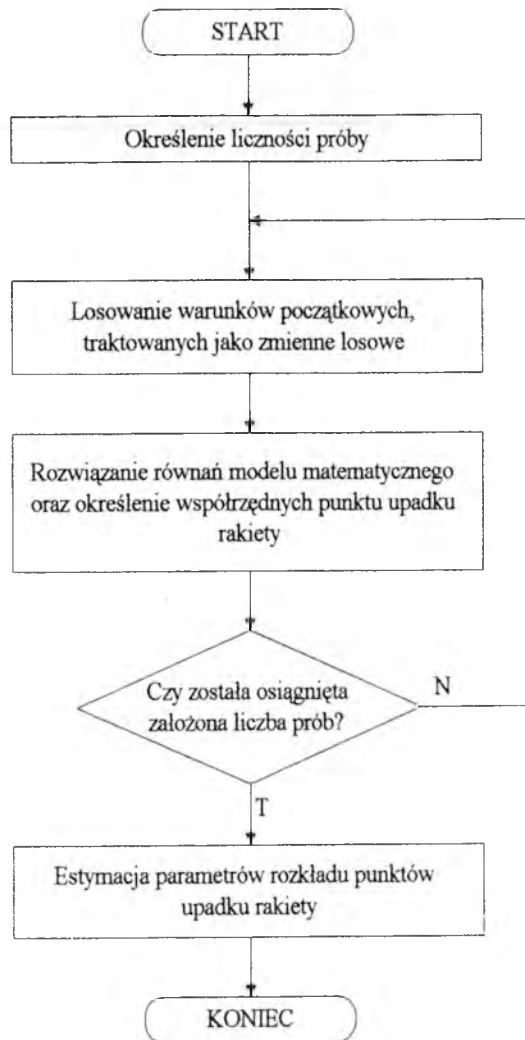 START
Określenie liczności próby
Losowanie warunków początkowych,
traktowanych jako zmienne losowe
Rozwiązanie równań modelu matematycznego
oraz określenie współrzędnych punktu upadku
rakiety
Czy została osiągnięta
założona liczba prób?
N
T
Estymacja parametrów rozkładu punktów
upadku rakiety
KONIEC